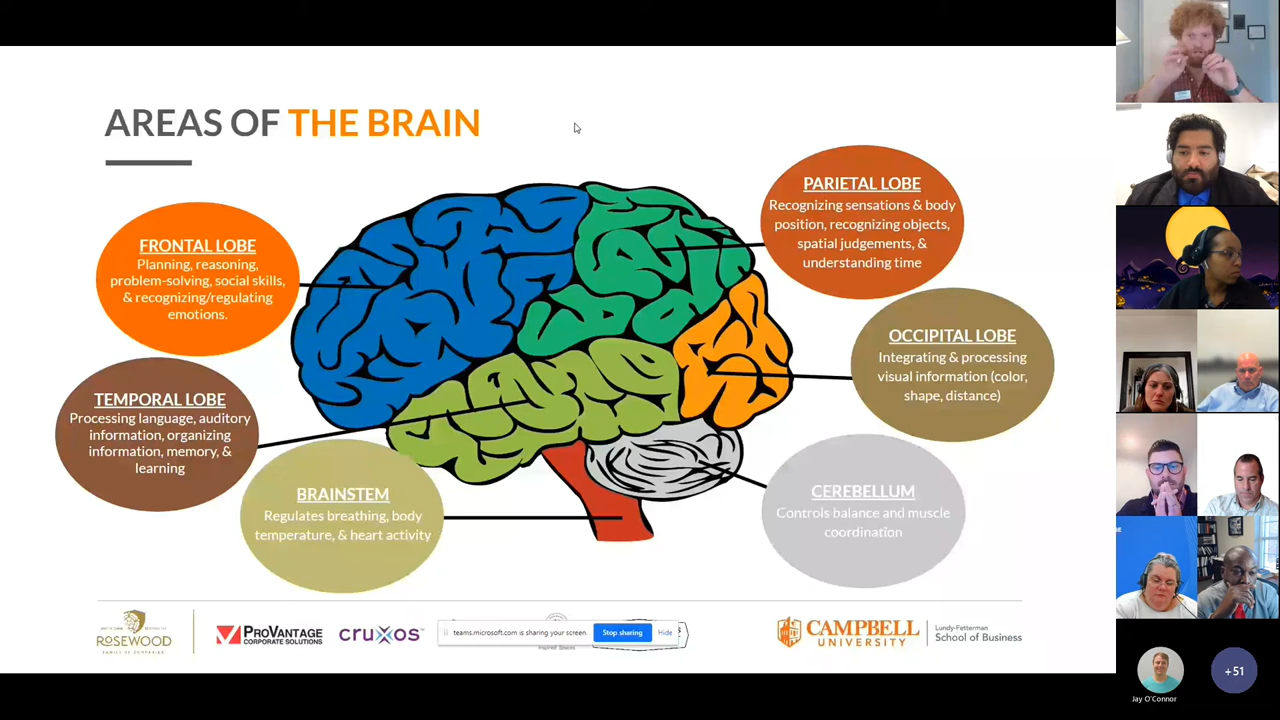 AREAS OF THE BRAIN
FRONTAL LOBE
Planning, reasoning,
problem-solving, social skills,
& recognizing/regulating
emotions.
PARIETAL LOBE
Recognizing sensations & body
position, recognizing objects,
spatial judgements, &
understanding time
OCCIPITAL LOBE
Integrating & processing
visual information (color,
shape, distance)
TEMPORAL LOBE
Processing language, auditory
information, organizing
information, memory, &
learning
BRAINSTEM
Regulates breathing, body
temperature, & heart activity
CEREBELLUM
Controls balance and muscle
coordination
ROSEWOOD
FAMILY OF COMPANIES
PROVANTAGE
CORPORATE SOLUTIONS
cruxos
teams.microsoft.com is sharing your screen.
Stop sharing
Hide
CAMPBELL
UNIVERSITY
Lundy-Fetterman
School of Business
Jay O'Connor
+51